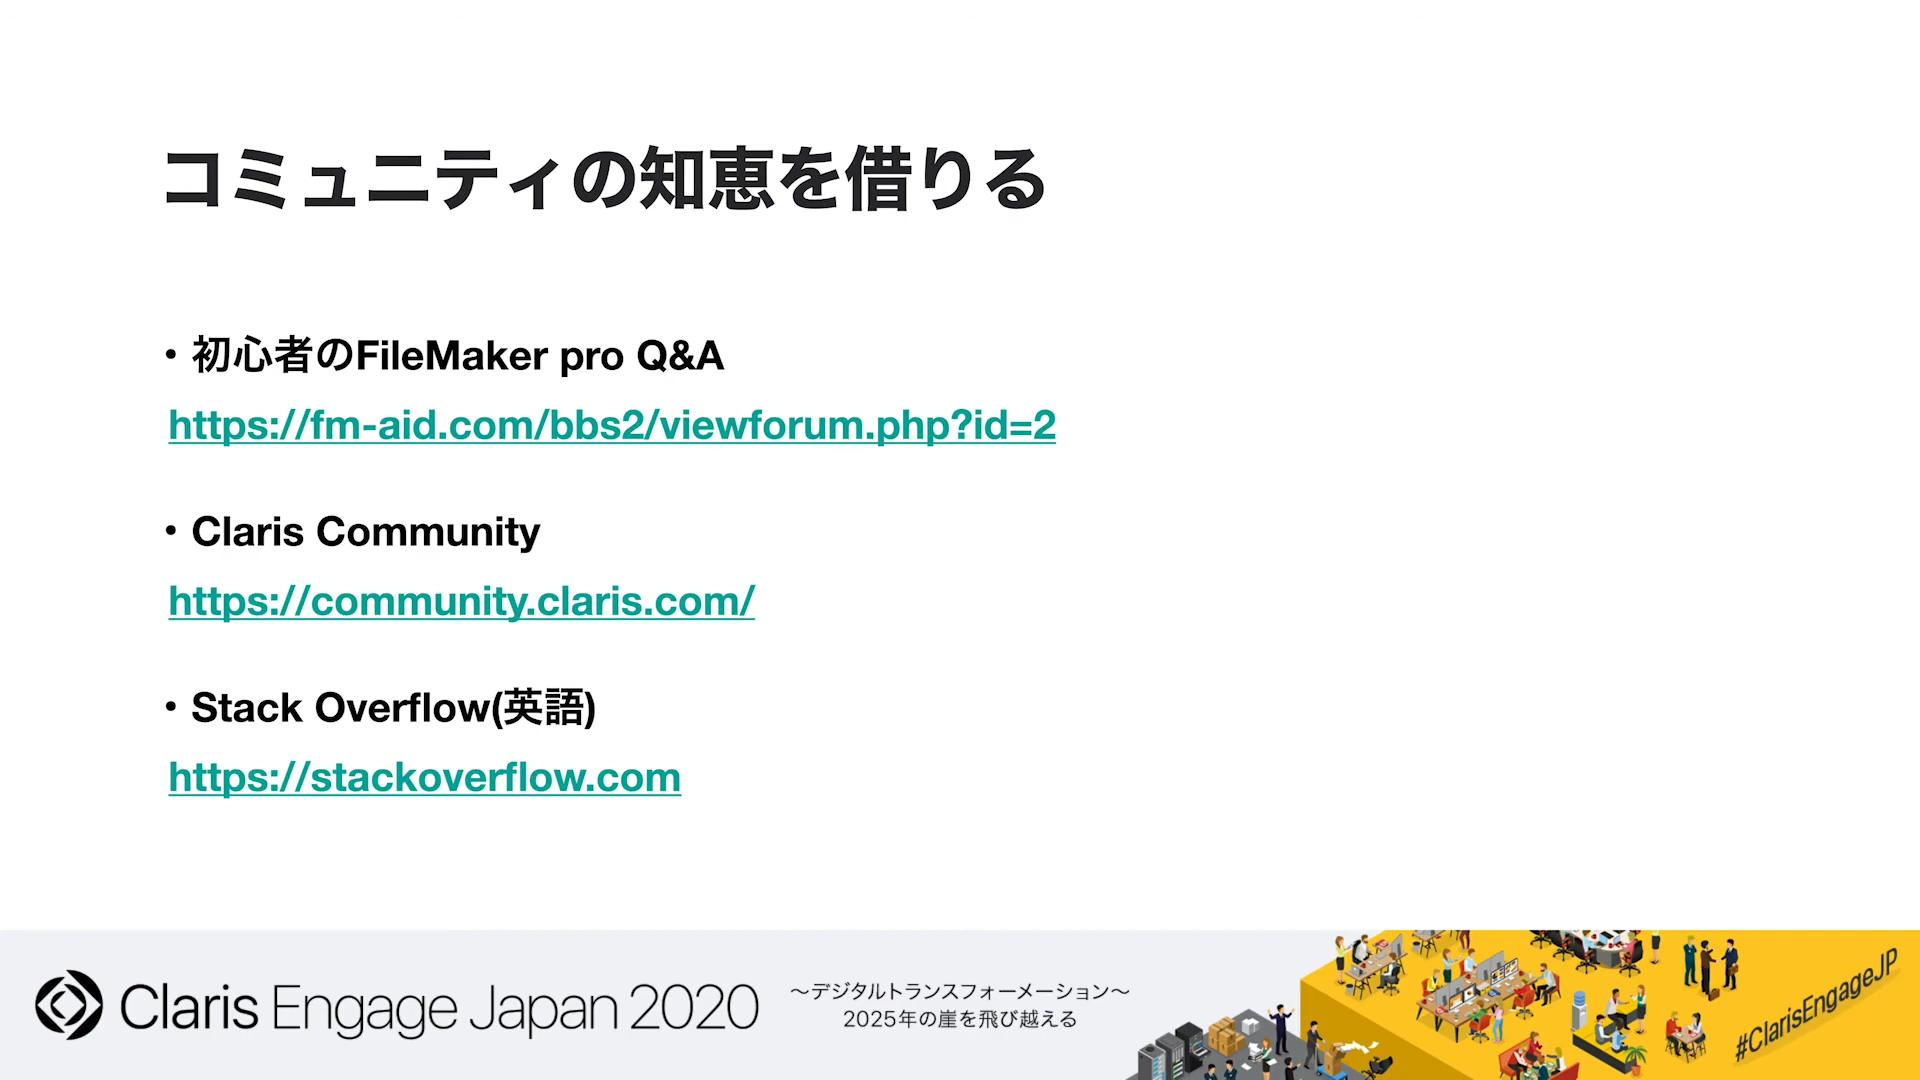 コミュニティの知恵を借りる
・初心者のFileMaker pro Q&A
https://fm-aid.com/bbs2/viewforum.php?id=2
・Claris Community
https://community.claris.com/
・Stack Overflow(英語)
https://stackoverflow.com
Claris Engage Japan 2020
〜デジタルトランスフォーメーション〜
2025年の崖を飛び越える
#ClarisEngageJP